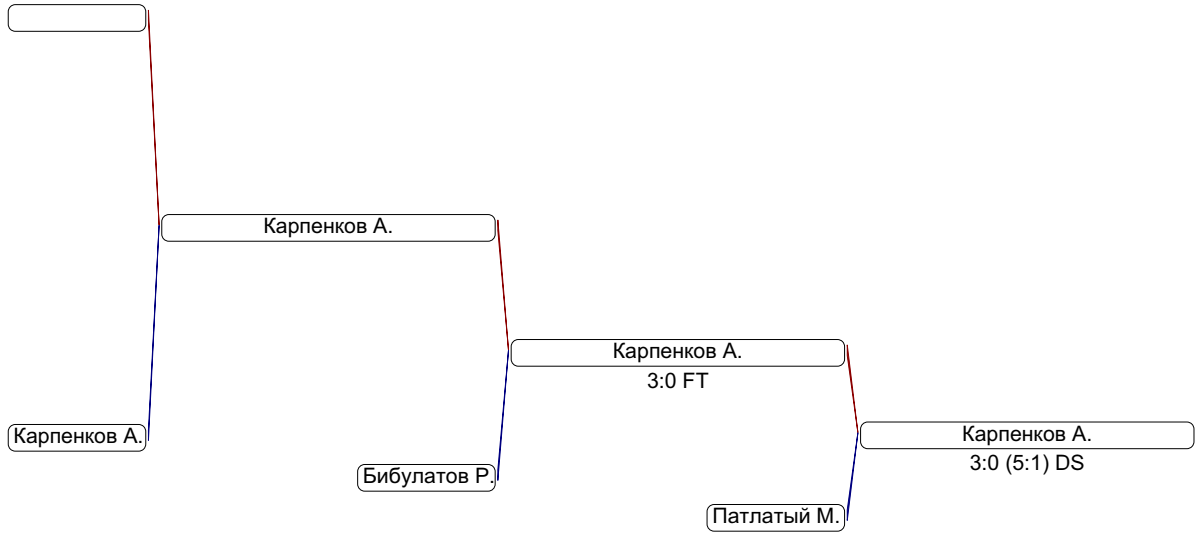 Карпенков А.
Карпенков А.
3:0 FT
Карпенков А.
Карпенков А.
3:0 (5:1) DS
Бибулатов Р.
Патлатый М.